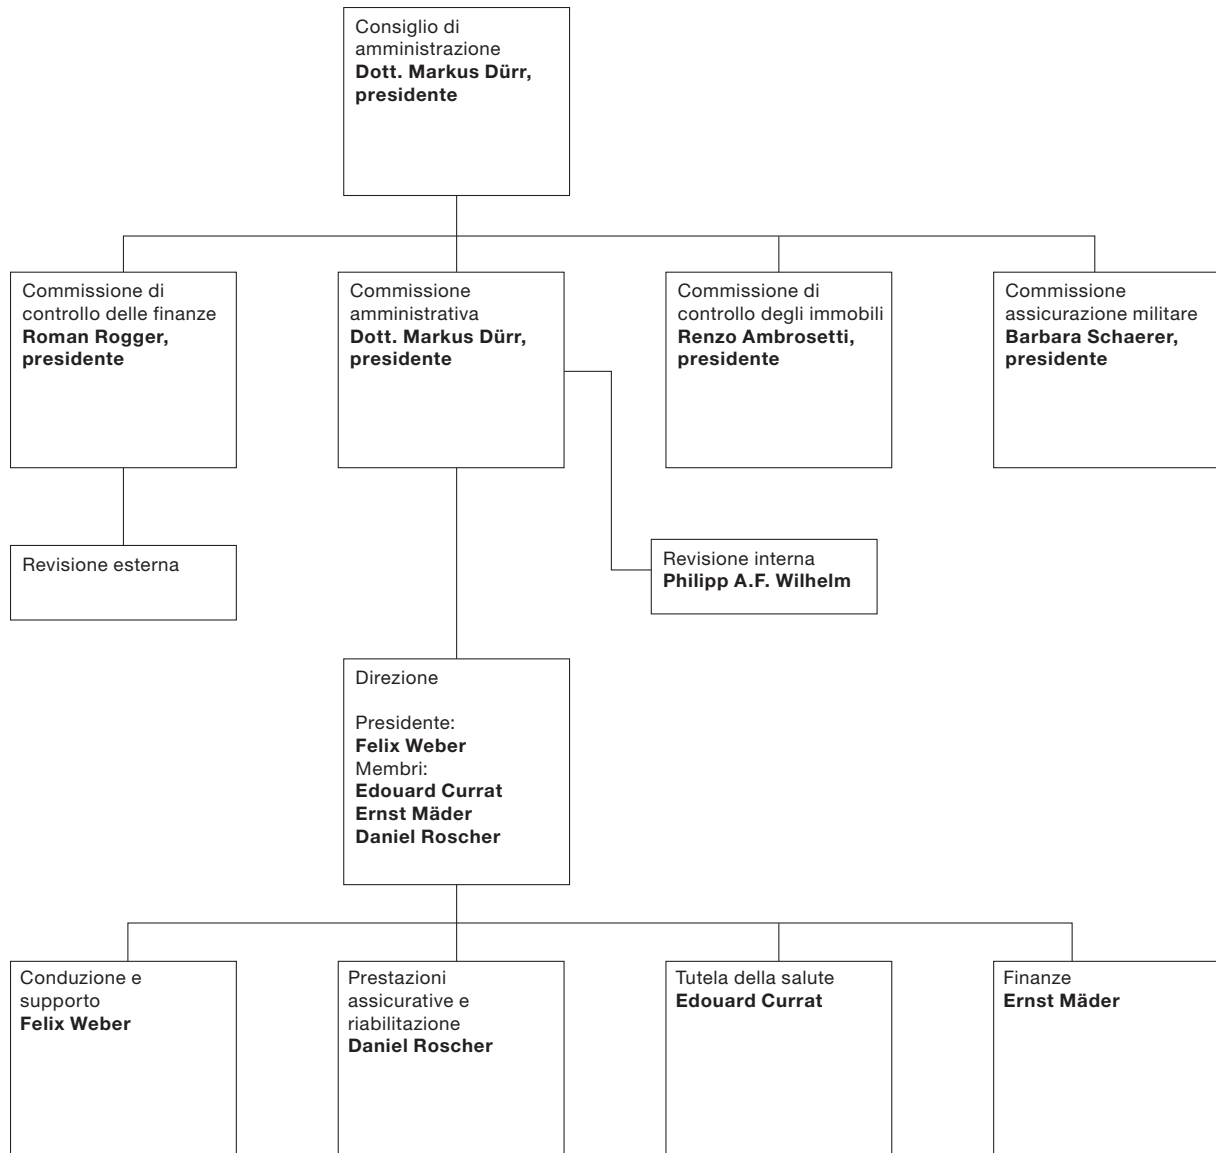 Consiglio di
amministrazione
Dott. Markus Dürr,
presidente
Commissione di
controllo delle finanze
Roman Rogger,
presidente
Commissione
amministrativa
Dott. Markus Dürr,
presidente
Commissione di
controllo degli immobili
Renzo Ambrosetti,
presidente
Commissione
assicurazione militare
Barbara Schaerer,
presidente
Revisione esterna
Revisione interna
Philipp A.F. Wilhelm
Direzione
Presidente:
Felix Weber
Membri:
Edouard Currat
Ernst Mäder
Daniel Roscher
Conduzione e
supporto
Felix Weber
Prestazioni
assicurative e
riabilitazione
Daniel Roscher
Tutela della salute
Edouard Currat
Finanze
Ernst Mäder